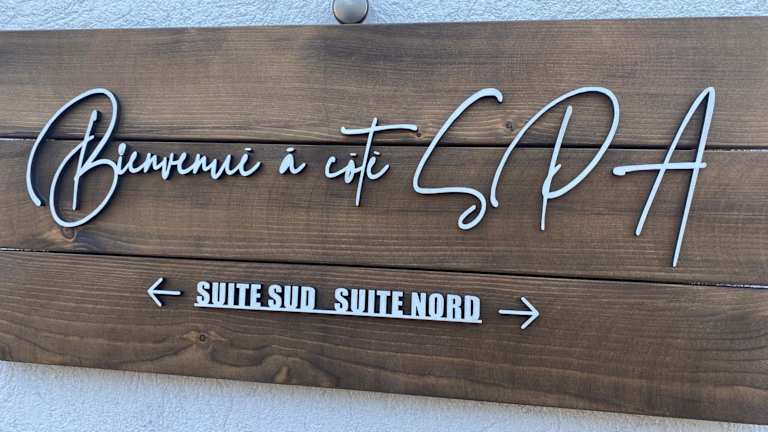 Bienvenue à côté SPA
← SUITE SUD SUITE NORD →